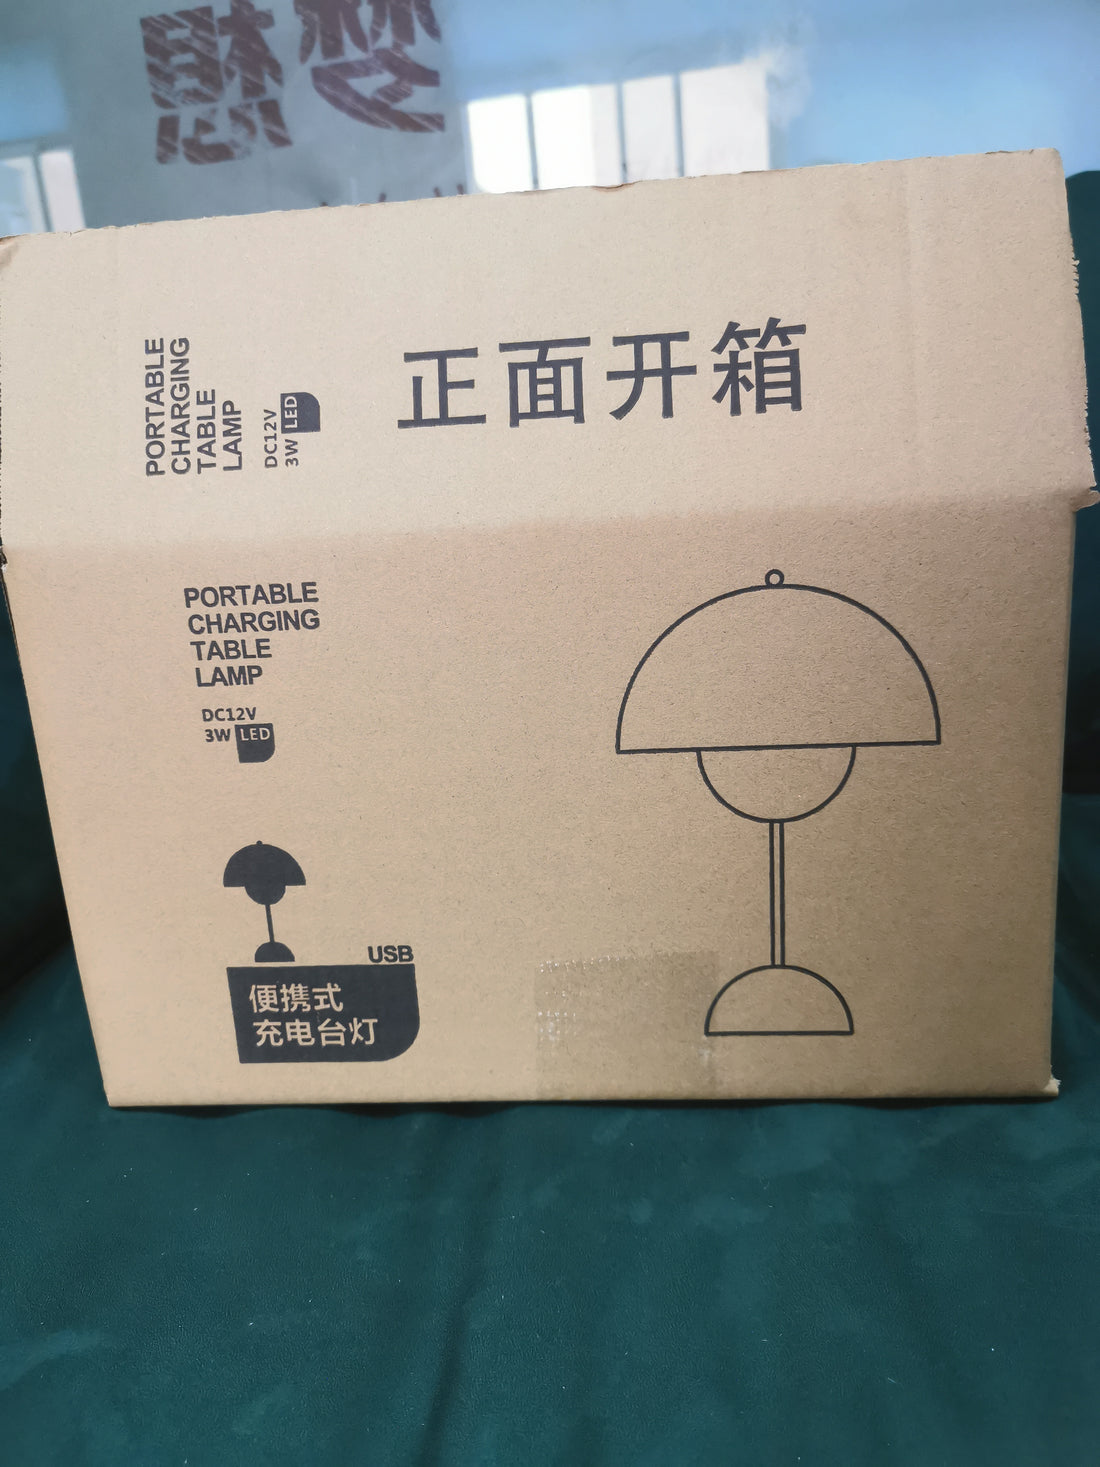 正面开箱
PORTABLE
CHARGING
TABLE
LAMP
DC12V
3W LED
PORTABLE
CHARGING
TABLE
LAMP
DC12V
3W LED
USB
便携式
充电台灯